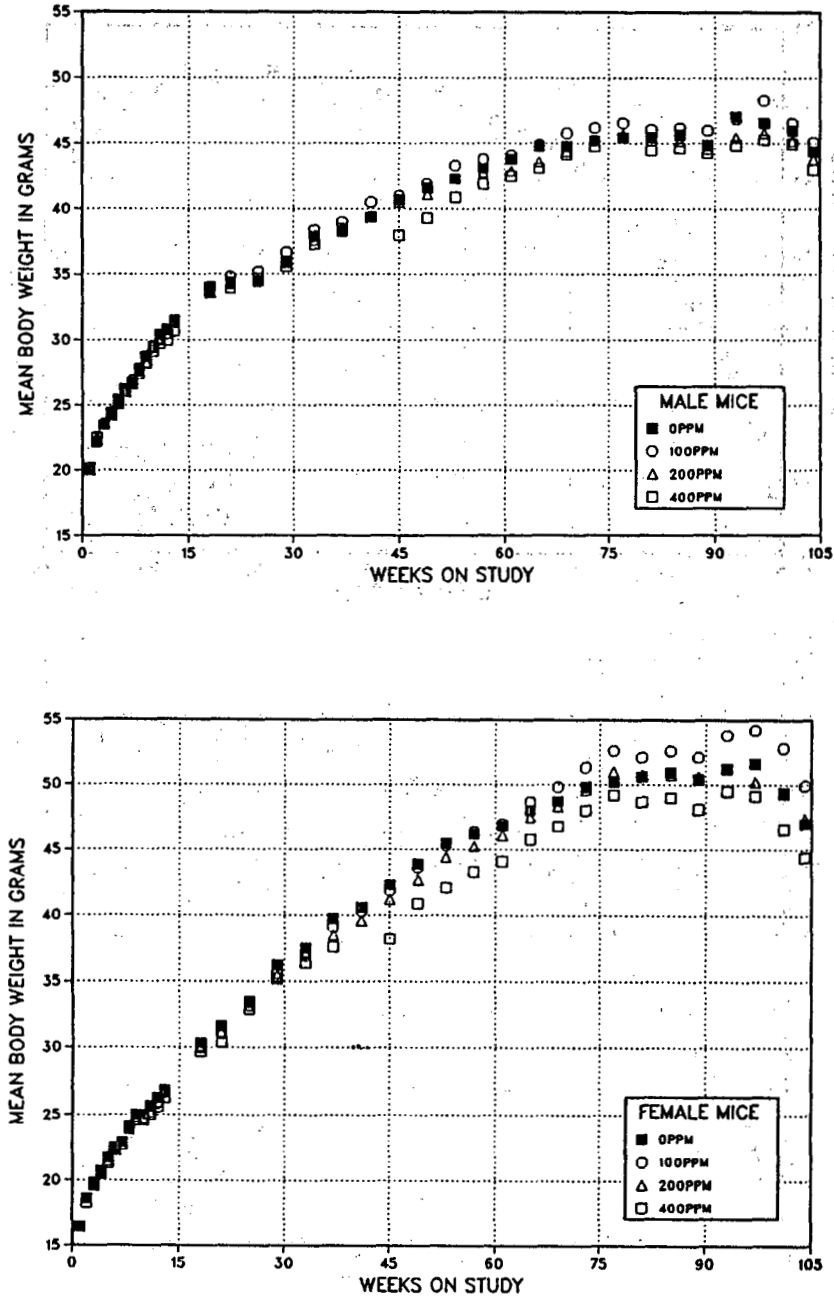 55
50
45
40
35
30
25
20
15
MEAN BODY WEIGHT IN GRAMS
MALE MICE
0PPM
100PPM
200PPM
400PPM
0 15 30 45 60 75 90 105
WEEKS ON STUDY
55
50
45
40
35
30
25
20
15
MEAN BODY WEIGHT IN GRAMS
FEMALE MICE
0PPM
100PPM
200PPM
400PPM
0 15 30 45 60 75 90 105
WEEKS ON STUDY